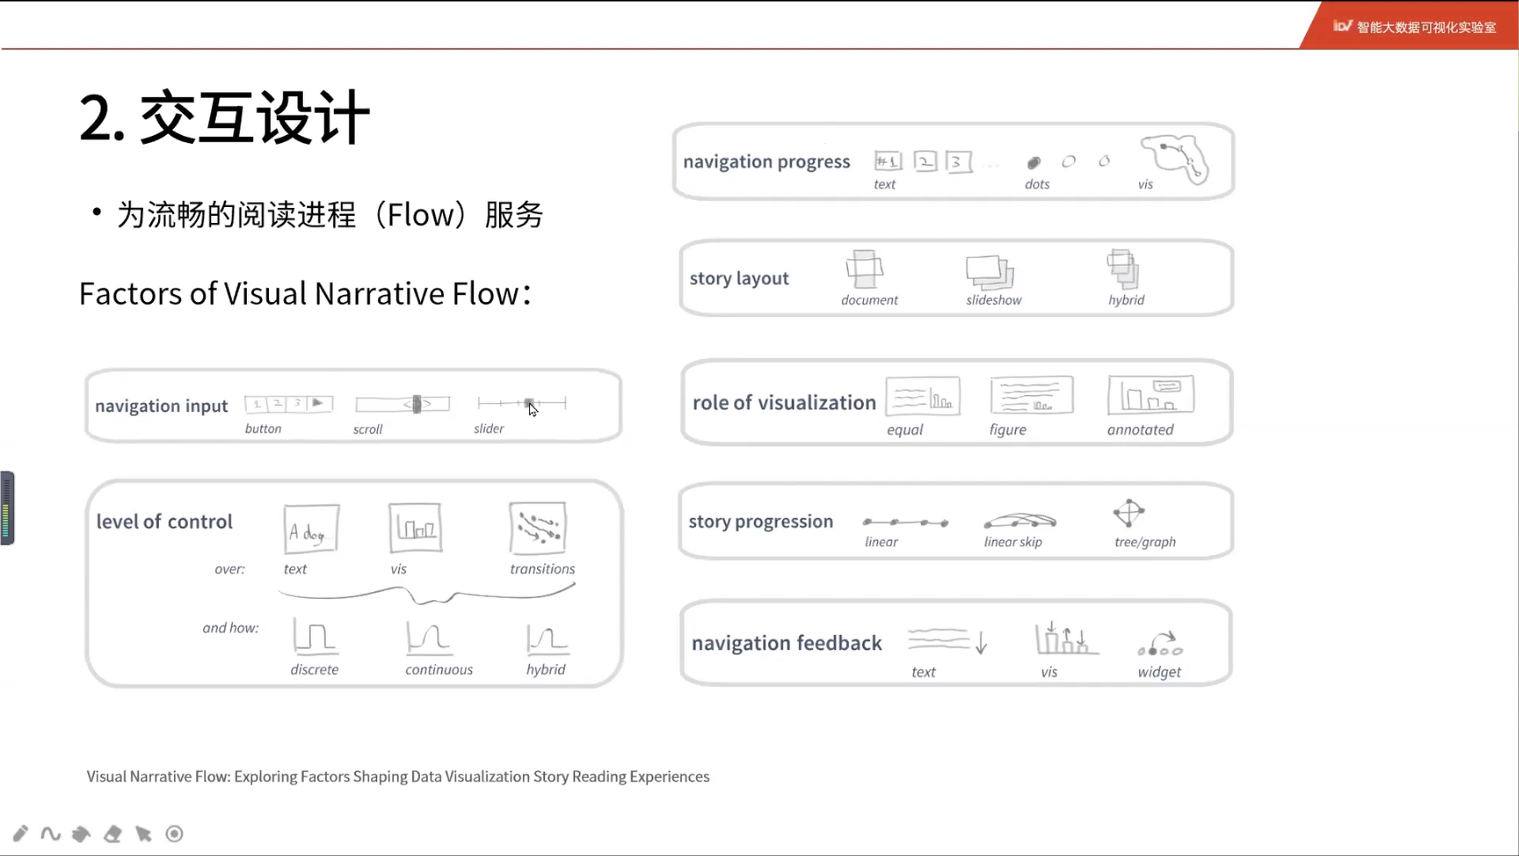 idv 智能大数据可视化实验室
2. 交互设计
• 为流畅的阅读进程（Flow）服务
Factors of Visual Narrative Flow：
navigation input
1 2 3
button scroll slider
level of control
A dog
over: text vis transitions
and how:
discrete continuous hybrid
navigation progress
#1 2 3 ...
text dots vis
story layout
document slideshow hybrid
role of visualization
equal figure annotated
story progression
linear linear skip tree/graph
navigation feedback
text vis widget
Visual Narrative Flow: Exploring Factors Shaping Data Visualization Story Reading Experiences